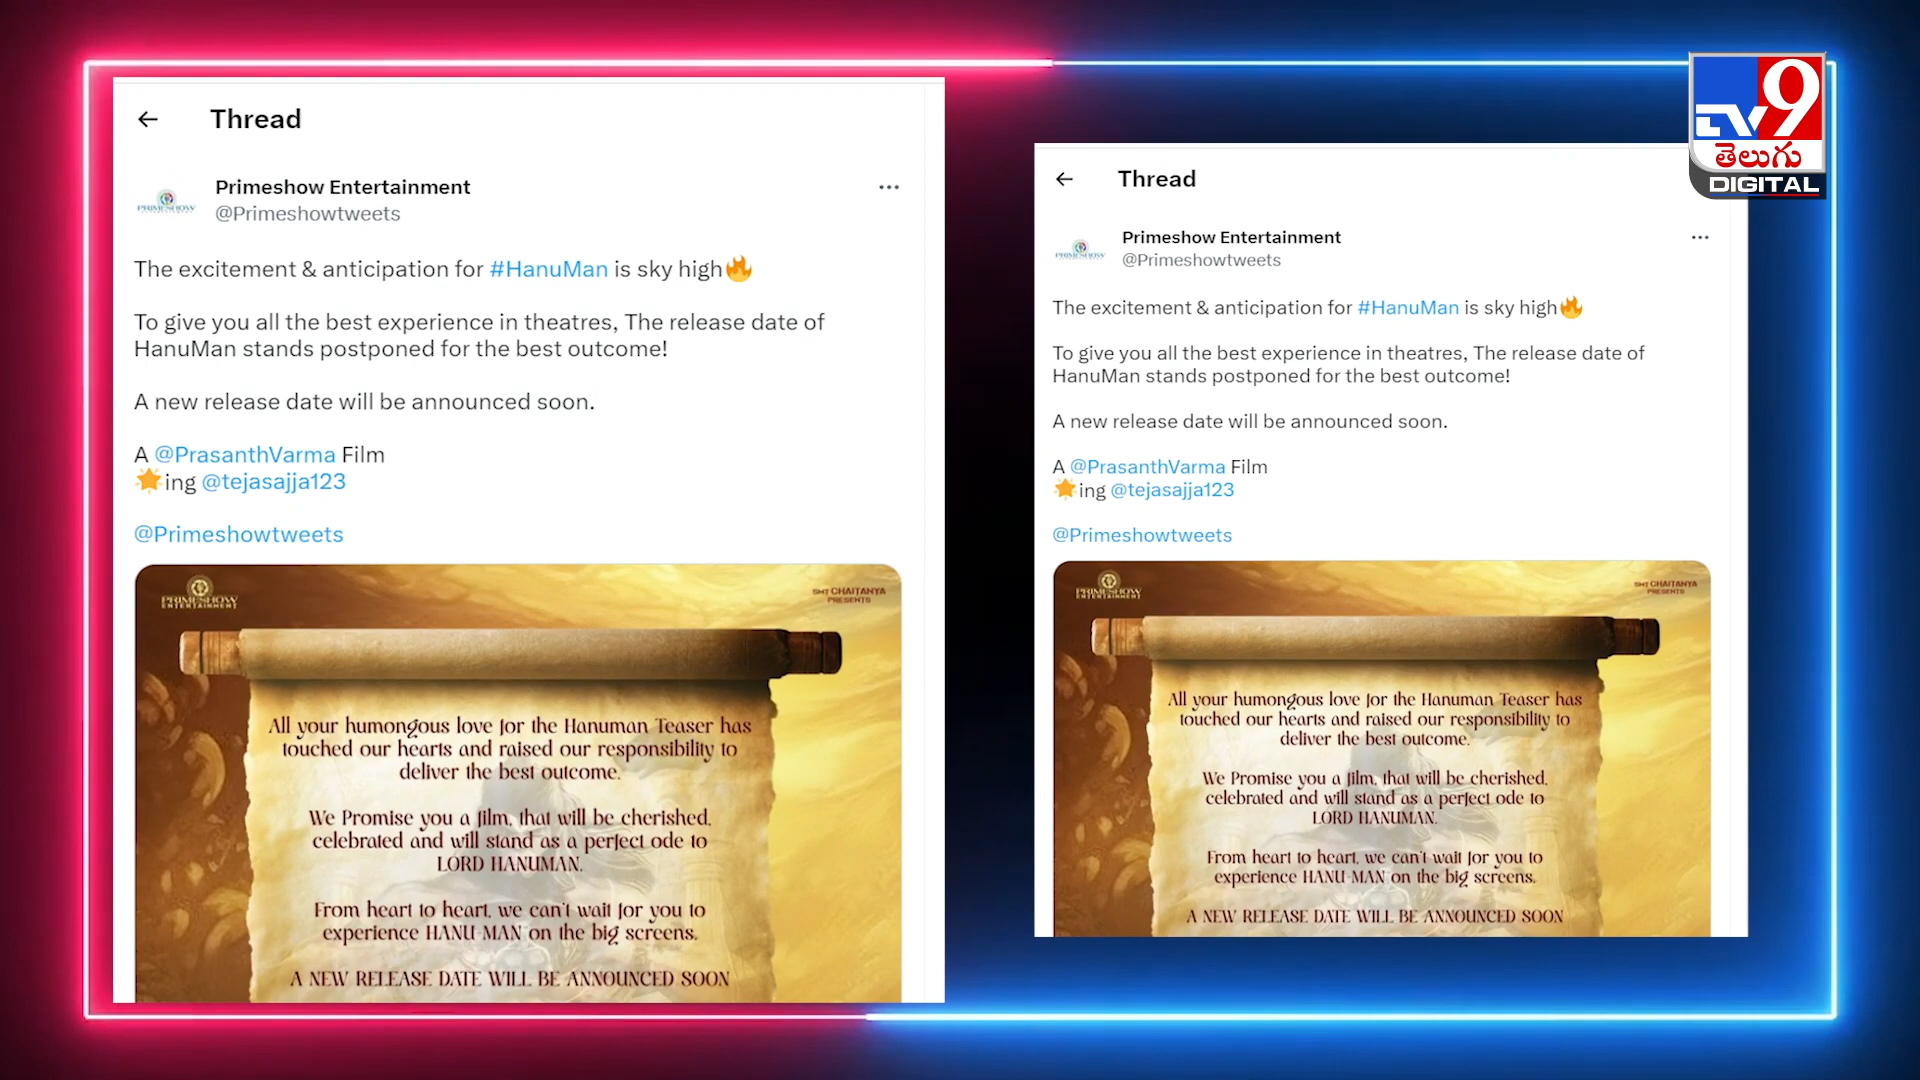 Thread
Primeshow Entertainment
@Primeshowtweets
The excitement & anticipation for #HanuMan is sky high🔥
To give you all the best experience in theatres, The release date of
HanuMan stands postponed for the best outcome!
A new release date will be announced soon.
A @PrasanthVarma Film
🌟ing @tejasajja123
@Primeshowtweets
PRIMESHOW
ENTERTAINMENT
SMT CHAITANYA
PRESENTS
All your humongous love for the Hanuman Teaser has
touched our hearts and raised our responsibility to
deliver the best outcome.
We Promise you a film, that will be cherished,
celebrated and will stand as a perfect ode to
LORD HANUMAN.
From heart to heart, we can't wait for you to
experience HANU-MAN on the big screens.
A NEW RELEASE DATE WILL BE ANNOUNCED SOON
Thread
Primeshow Entertainment
@Primeshowtweets
The excitement & anticipation for #HanuMan is sky high🔥
To give you all the best experience in theatres, The release date of
HanuMan stands postponed for the best outcome!
A new release date will be announced soon.
A @PrasanthVarma Film
🌟ing @tejasajja123
@Primeshowtweets
PRIMESHOW
ENTERTAINMENT
SMT CHAITANYA
PRESENTS
All your humongous love for the Hanuman Teaser has
touched our hearts and raised our responsibility to
deliver the best outcome.
We Promise you a film, that will be cherished,
celebrated and will stand as a perfect ode to
LORD HANUMAN.
From heart to heart, we can't wait for you to
experience HANU-MAN on the big screens.
A NEW RELEASE DATE WILL BE ANNOUNCED SOON
TV9
తెలుగు
DIGITAL